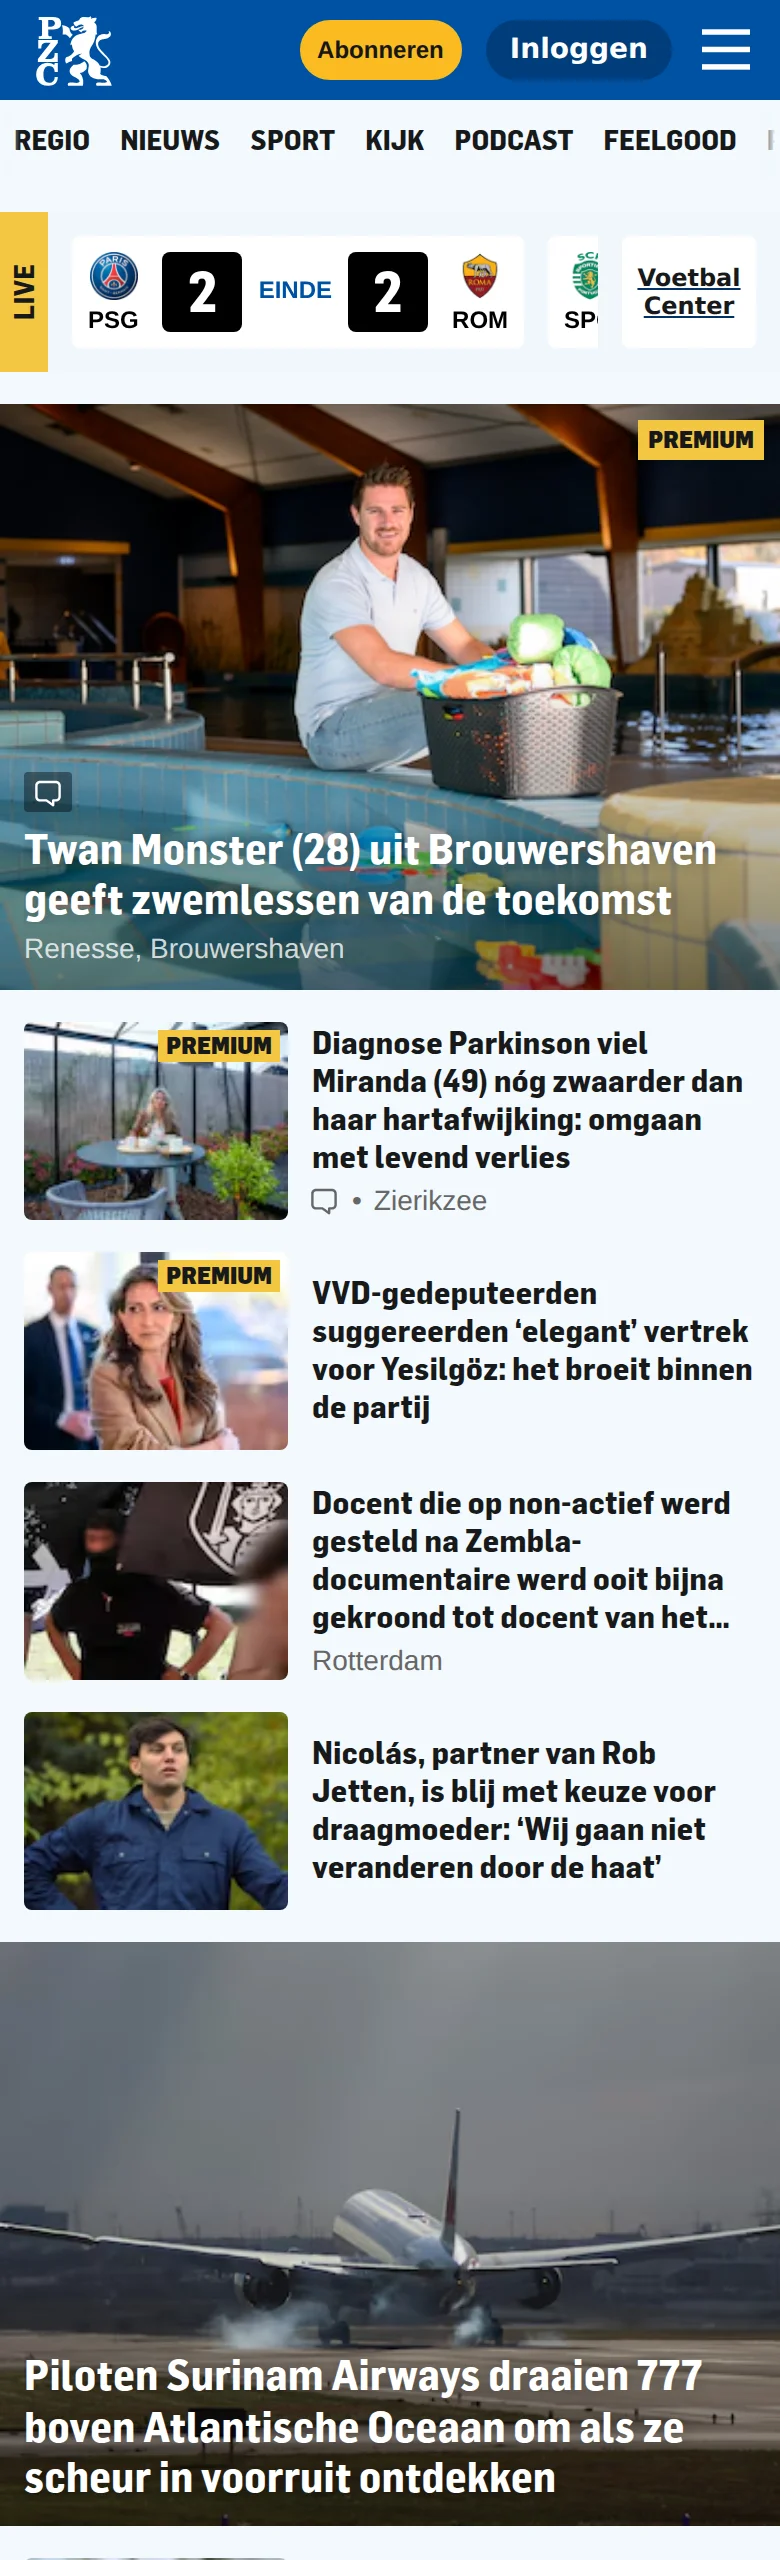 PZC
Abonneren
Inloggen
REGIO NIEUWS SPORT KIJK PODCAST FEELGOOD
LIVE
PSG
2
EINDE
2
ROMA
ROM
Voetbal
Center
PREMIUM
Twan Monster (28) uit Brouwershaven
geeft zwemlessen van de toekomst
Renesse, Brouwershaven
PREMIUM
Diagnose Parkinson viel
Miranda (49) nóg zwaarder dan
haar hartafwijking: omgaan
met levend verlies
• Zierikzee
PREMIUM
VVD-gedeputeerden
suggereerden ‘elegant’ vertrek
voor Yesilgöz: het broeit binnen
de partij
Docent die op non-actief werd
gesteld na Zembla-
documentaire werd ooit bijna
gekroond tot docent van het...
Rotterdam
Nicolás, partner van Rob
Jetten, is blij met keuze voor
draagmoeder: ‘Wij gaan niet
veranderen door de haat’
Piloten Surinam Airways draaien 777
boven Atlantische Oceaan om als ze
scheur in voorruit ontdekken